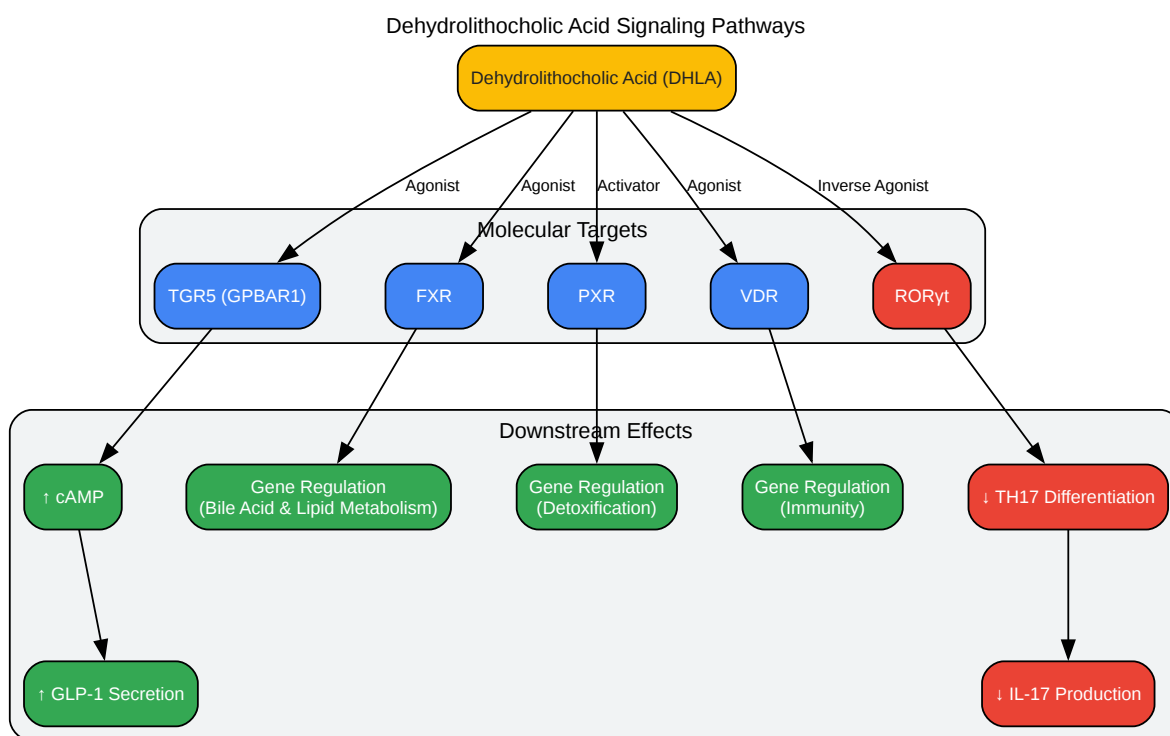 Dehydrolithocholic Acid Signaling Pathways
Dehydrolithocholic Acid (DHLA)
Agonist
Agonist
Activator
Agonist
Inverse Agonist
Molecular Targets
TGR5 (GPBAR1)
FXR
PXR
VDR
RORγt
Downstream Effects
↑ cAMP
Gene Regulation
(Bile Acid & Lipid Metabolism)
Gene Regulation
(Detoxification)
Gene Regulation
(Immunity)
↓ TH17 Differentiation
↑ GLP-1 Secretion
↓ IL-17 Production